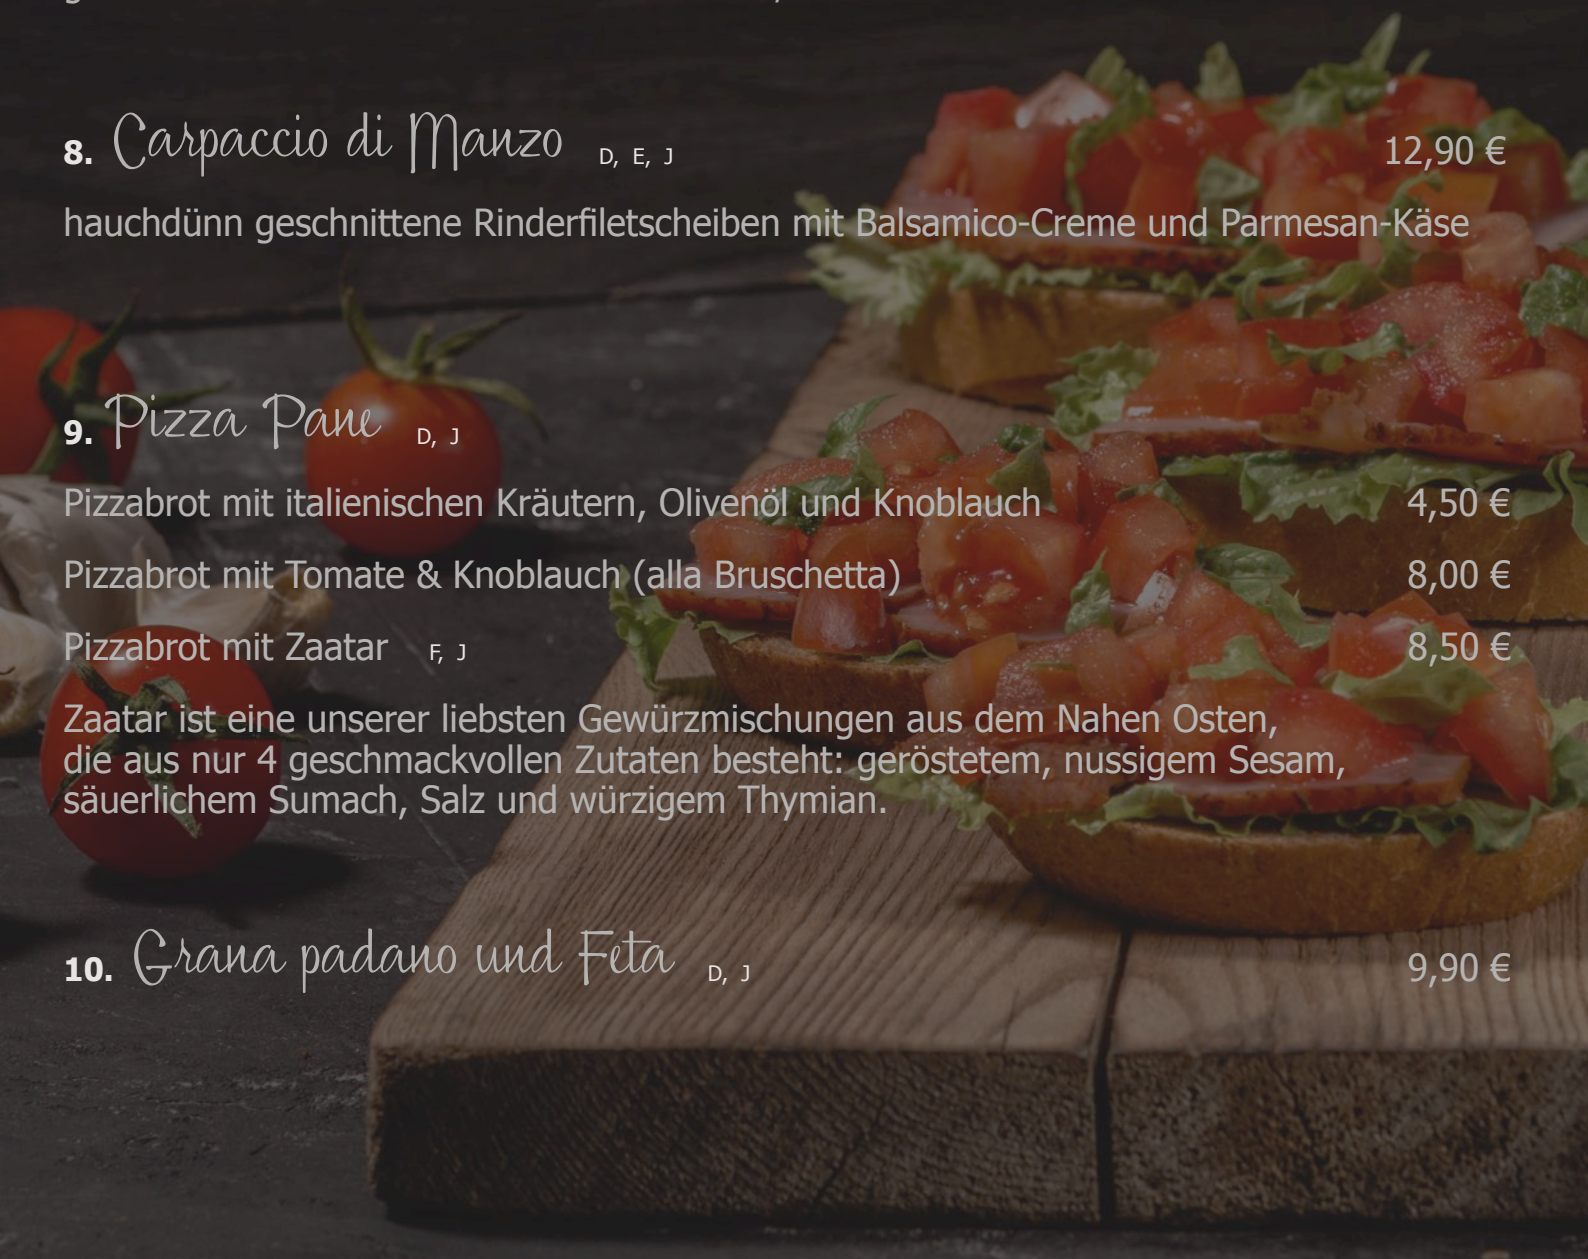 8. Carpaccio di Manzo D, E, J 12,90 €
hauchdünn geschnittene Rinderfiletscheiben mit Balsamico-Creme und Parmesan-Käse
9. Pizza Pane D, J
Pizzabrot mit italienischen Kräutern, Olivenöl und Knoblauch 4,50 €
Pizzabrot mit Tomate & Knoblauch (alla Bruschetta) 8,00 €
Pizzabrot mit Zaatar F, J 8,50 €
Zaatar ist eine unserer liebsten Gewürzmischungen aus dem Nahen Osten,
die aus nur 4 geschmackvollen Zutaten besteht: geröstetem, nussigem Sesam,
säuerlichem Sumach, Salz und würzigem Thymian.
10. Grana padano und Feta D, J 9,90 €